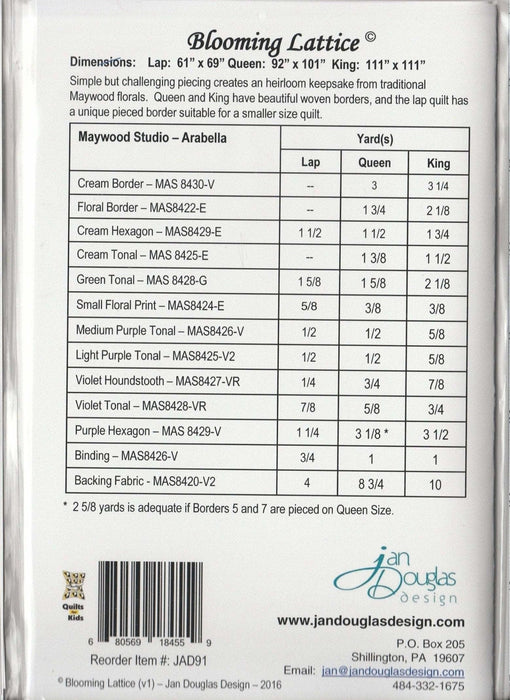 Blooming Lattice ©
Dimensions: Lap: 61" x 69" Queen: 92" x 101" King: 111" x 111"
Simple but challenging piecing creates an heirloom keepsake from traditional
Maywood florals. Queen and King have beautiful woven borders, and the lap quilt has
a unique pieced border suitable for a smaller size quilt.
Maywood Studio – Arabella Yard(s)
Lap Queen King
Cream Border – MAS 8430-V -- 3 3 1/4
Floral Border – MAS8422-E -- 1 3/4 2 1/8
Cream Hexagon – MAS8429-E 1 1/2 1 1/2 1 3/4
Cream Tonal – MAS 8425-E -- 1 3/8 1 1/2
Green Tonal – MAS 8428-G 1 5/8 1 5/8 2 1/8
Small Floral Print – MAS8424-E 5/8 3/8 3/8
Medium Purple Tonal – MAS8426-V 1/2 1/2 5/8
Light Purple Tonal – MAS8425-V2 1/2 1/2 5/8
Violet Houndstooth – MAS8427-VR 1/4 3/4 7/8
Violet Tonal – MAS8428-VR 7/8 5/8 3/4
Purple Hexagon – MAS 8429-V 1 1/4 3 1/8 * 3 1/2
Binding – MAS8426-V 3/4 1 1
Backing Fabric - MAS8420-V2 4 8 3/4 10
* 2 5/8 yards is adequate if Borders 5 and 7 are pieced on Queen Size.
Quilts
for
Kids
6 80569 18455 9
Reorder Item #: JAD91
© Blooming Lattice (v1) – Jan Douglas Design – 2016
jan
Douglas
design
www.jandouglasdesign.com
P.O. Box 205
Shillington, PA 19607
Email: jan@jandouglasdesign.com
484-332-1675